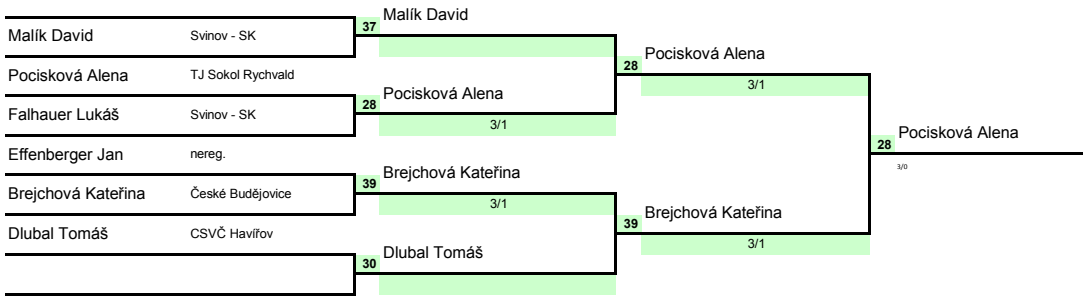 Malík David
37
Malík David Svinov - SK
28 Pocisková Alena
Pocisková Alena TJ Sokol Rychvald
3/1
28 Pocisková Alena
Falhauer Lukáš Svinov - SK
3/1
28 Pocisková Alena
Effenberger Jan nereg.
3/0
39 Brejchová Kateřina
Brejchová Kateřina České Budějovice
3/1
39 Brejchová Kateřina
Dlubal Tomáš CSVČ Havířov
3/1
30 Dlubal Tomáš